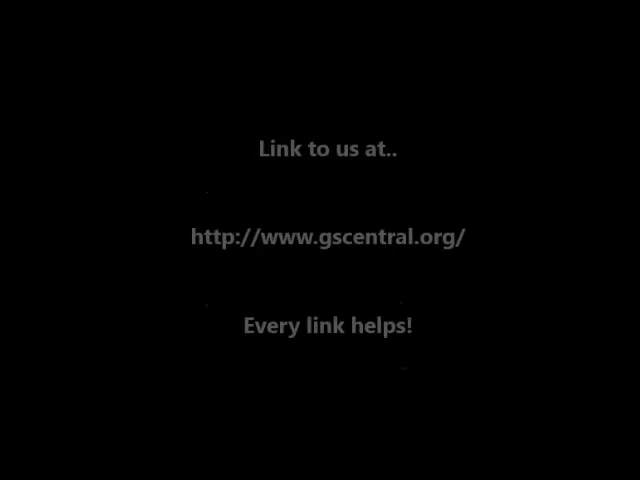 Link to us at..
http://www.gscentral.org/
Every link helps!